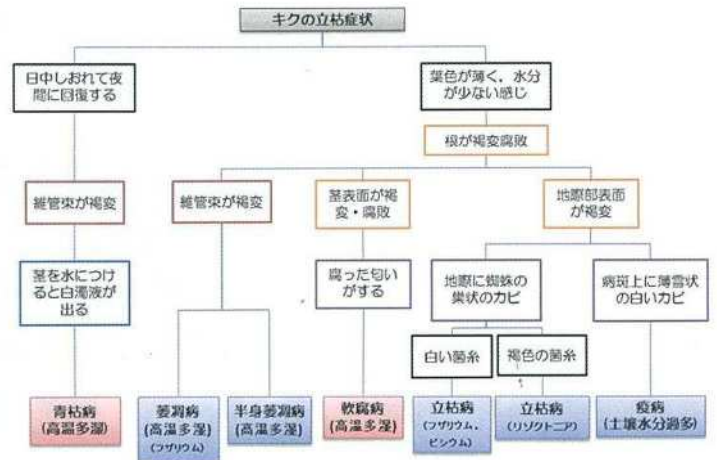 キクの立枯症状
日中しおれて夜
間に回復する
葉色が薄く、水分
が少ない感じ
根が褐変腐敗
維管束が褐変
維管束が褐変
茎表面が褐
変・腐敗
地際部表面
が褐変
茎を水につけ
ると白濁液が
出る
腐った匂い
がする
地際に蜘蛛の
巣状のカビ
病斑上に薄雪状
の白いカビ
白い菌糸
褐色の菌糸
青枯病
(高温多湿)
萎凋病
(高温多湿)
(フザリウム)
半身萎凋病
(高温多湿)
軟腐病
(高温多湿)
立枯病
(フザリウム、
ピシウム)
立枯病
(リゾクトニア)
疫病
(土壌水分過多)